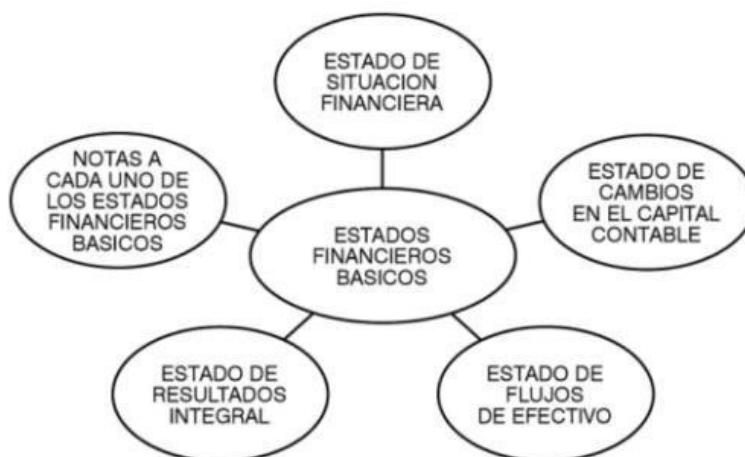 ESTADO DE
SITUACION
FINANCIERA
NOTAS A
CADA UNO DE
LOS ESTADOS
FINANCIEROS
BASICOS
ESTADO DE
CAMBIOS
EN EL CAPITAL
CONTABLE
ESTADOS
FINANCIEROS
BASICOS
ESTADO DE
RESULTADOS
INTEGRAL
ESTADO DE
FLUJOS
DE EFECTIVO